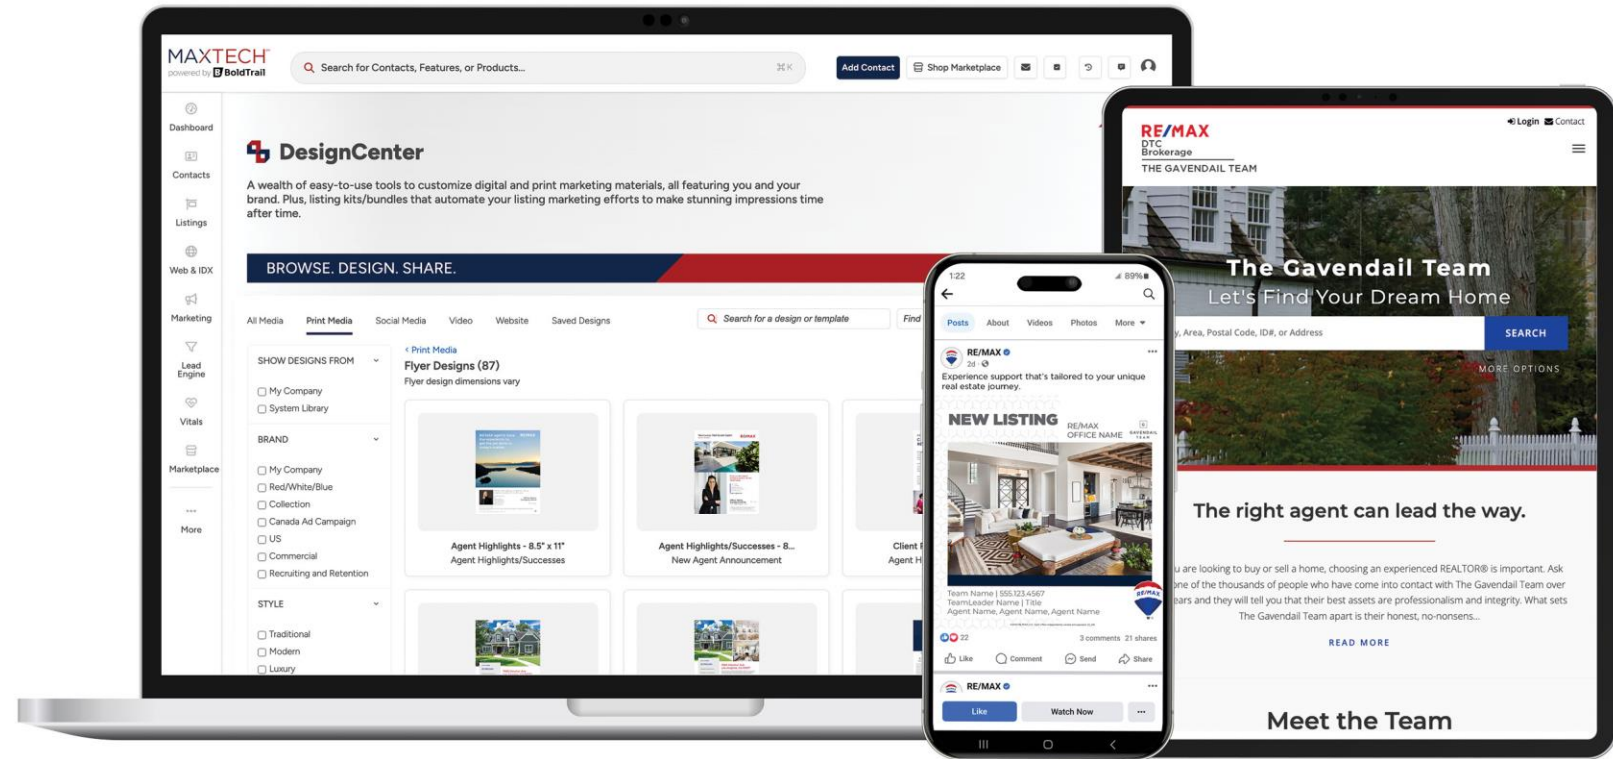 MAXTECH
powered by BoldTrail
Search for Contacts, Features, or Products...
⌘K
Add Contact
Shop Marketplace
Dashboard
Contacts
Listings
Web & IDX
Marketing
Lead
Engine
Vitals
Marketplace
More
DesignCenter
A wealth of easy-to-use tools to customize digital and print marketing materials, all featuring you and your
brand. Plus, listing kits/bundles that automate your listing marketing efforts to make stunning impressions time
after time.
BROWSE. DESIGN. SHARE.
All Media
Print Media
Social Media
Video
Website
Saved Designs
Search for a design or template
Find
SHOW DESIGNS FROM
My Company
System Library
BRAND
My Company
Red/White/Blue
Collection
Canada Ad Campaign
US
Commercial
Recruiting and Retention
STYLE
Traditional
Modern
Luxury
< Print Media
Flyer Designs (87)
Flyer design dimensions vary
Agent Highlights - 8.5" x 11"
Agent Highlights/Successes
Agent Highlights/Successes - 8...
New Agent Announcement
Client
Agent H
1:22
89%
Posts
About
Videos
Photos
More
RE/MAX
2d
Experience support that's tailored to your unique
real estate journey.
NEW LISTING
RE/MAX
OFFICE NAME
GAVENDAIL
TEAM
Team Name | 555.123.4567
TeamLeader Name | Title
Agent Name, Agent Name, Agent Name
RE/MAX
22
3 comments 21 shares
Like
Comment
Send
Share
RE/MAX
Like
Watch Now
RE/MAX
DTC
Brokerage
THE GAVENDAIL TEAM
Login
Contact
The Gavendail Team
Let's Find Your Dream Home
, Area, Postal Code, ID#, or Address
SEARCH
MORE OPTIONS
The right agent can lead the way.
u are looking to buy or sell a home, choosing an experienced REALTOR® is important. Ask
one of the thousands of people who have come into contact with The Gavendail Team over
ears and they will tell you that their best assets are professionalism and integrity. What sets
The Gavendail Team apart is their honest, no-nonsens...
READ MORE
Meet the Team